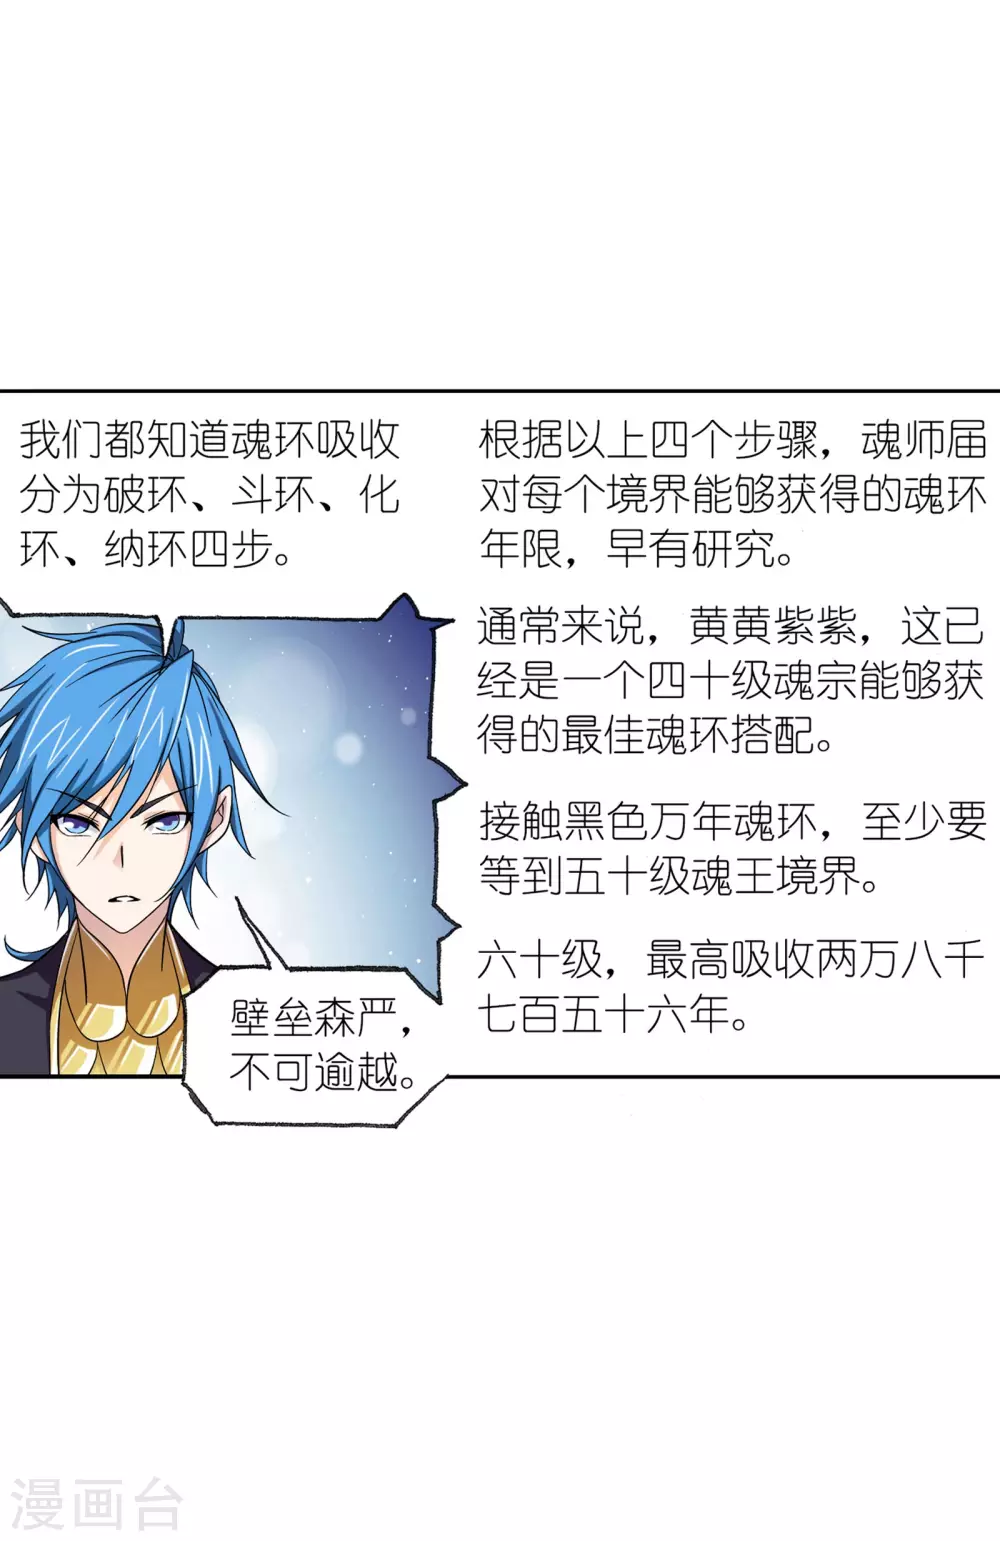 我们都知道魂环吸收
分为破环、斗环、化
环、纳环四步。
根据以上四个步骤，魂师届
对每个境界能够获得的魂环
年限，早有研究。
通常来说，黄黄紫紫，这已
经是一个四十级魂宗能够获
得的最佳魂环搭配。
接触黑色万年魂环，至少要
等到五十级魂王境界。
六十级，最高吸收两万八千
七百五十六年。
壁垒森严，
不可逾越。
漫画台